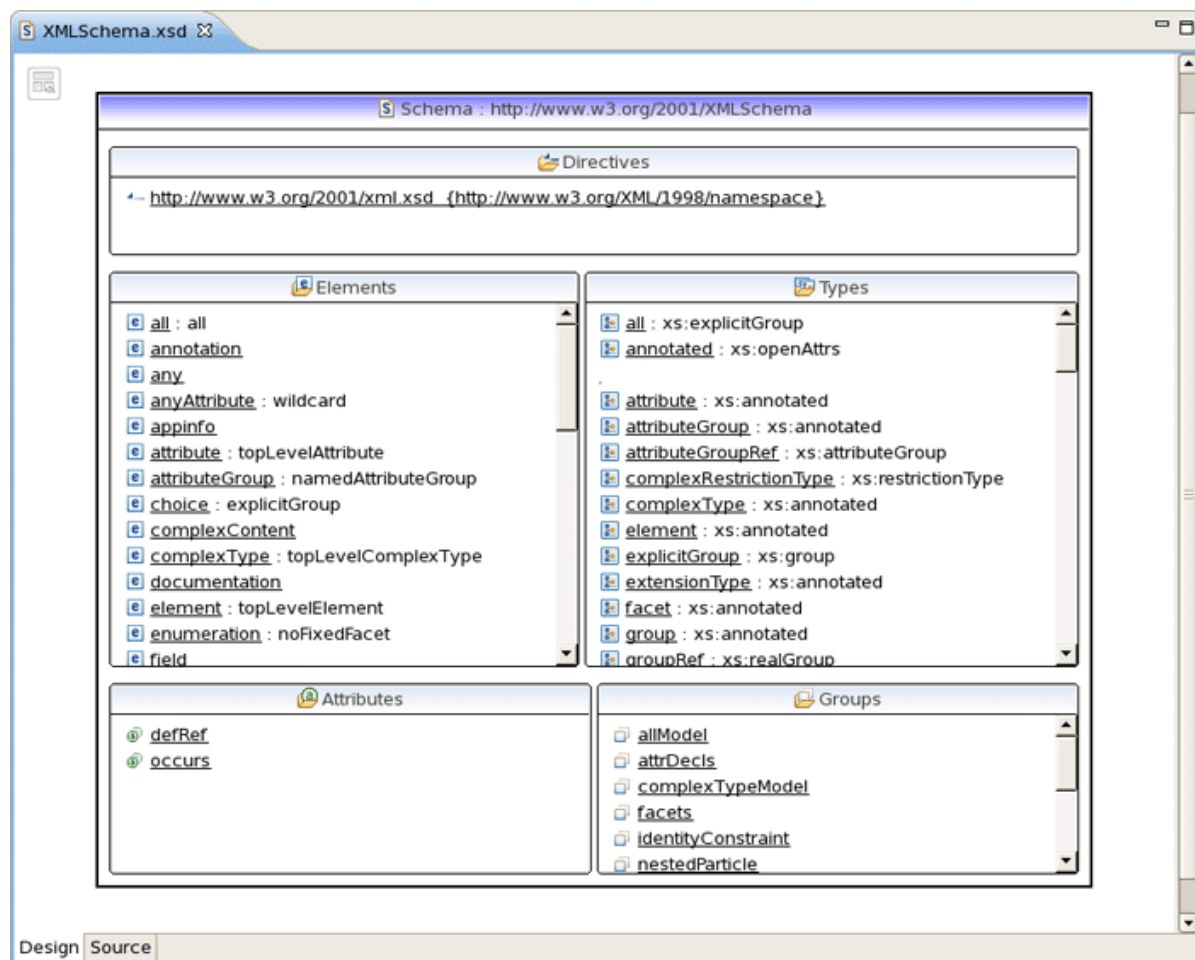 XMLSchema.xsd
Schema : http://www.w3.org/2001/XMLSchema
Directives
http://www.w3.org/2001/xml.xsd {http://www.w3.org/XML/1998/namespace}
Elements
all : all
annotation
any
anyAttribute : wildcard
appinfo
attribute : topLevelAttribute
attributeGroup : namedAttributeGroup
choice : explicitGroup
complexContent
complexType : topLevelComplexType
documentation
element : topLevelElement
enumeration : noFixedFacet
field
Types
all : xs:explicitGroup
annotated : xs:openAttrs
attribute : xs:annotated
attributeGroup : xs:annotated
attributeGroupRef : xs:attributeGroup
complexRestrictionType : xs:restrictionType
complexType : xs:annotated
element : xs:annotated
explicitGroup : xs:group
extensionType : xs:annotated
facet : xs:annotated
group : xs:annotated
groupRef : xs:realGroup
Attributes
defRef
occurs
Groups
allModel
attrDecls
complexTypeModel
facets
identityConstraint
nestedParticle
Design Source